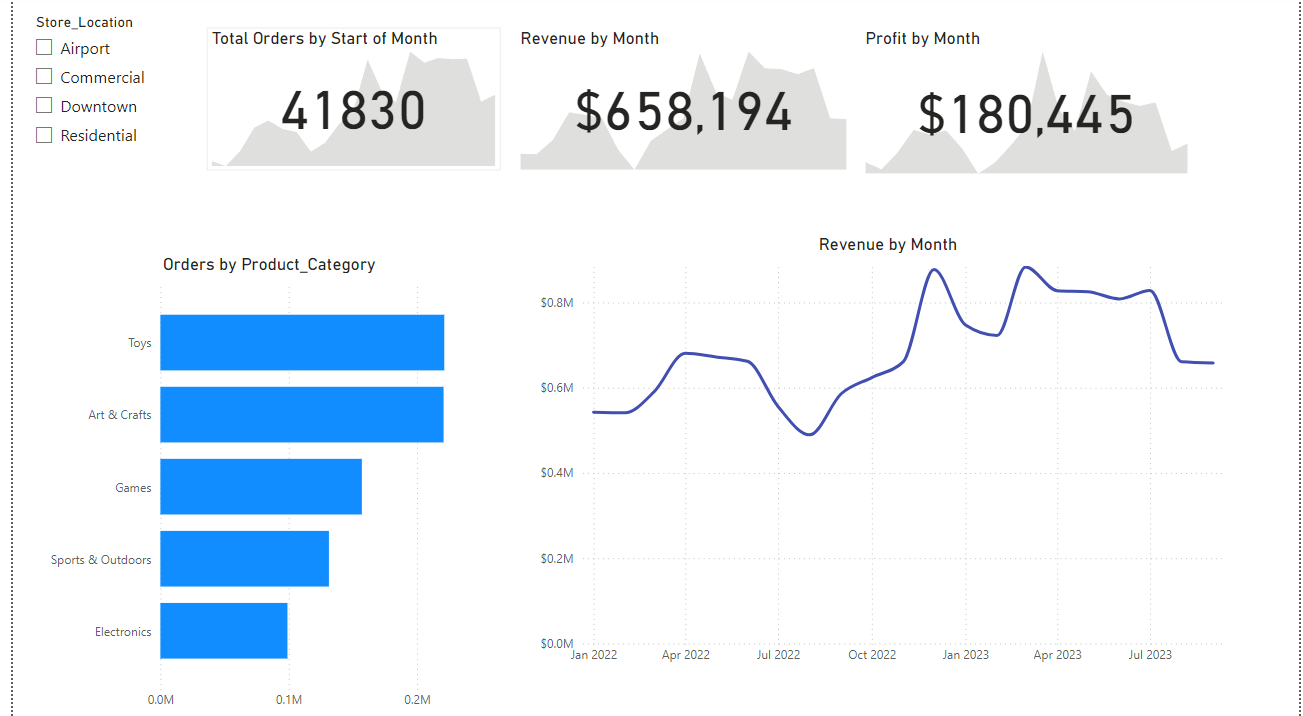 Store_Location
Airport
Commercial
Downtown
Residential
Total Orders by Start of Month
41830
Revenue by Month
$658,194
Profit by Month
$180,445
Orders by Product_Category
Toys
Art & Crafts
Games
Sports & Outdoors
Electronics
0.0M 0.1M 0.2M
Revenue by Month
$0.8M
$0.6M
$0.4M
$0.2M
$0.0M
Jan 2022 Apr 2022 Jul 2022 Oct 2022 Jan 2023 Apr 2023 Jul 2023